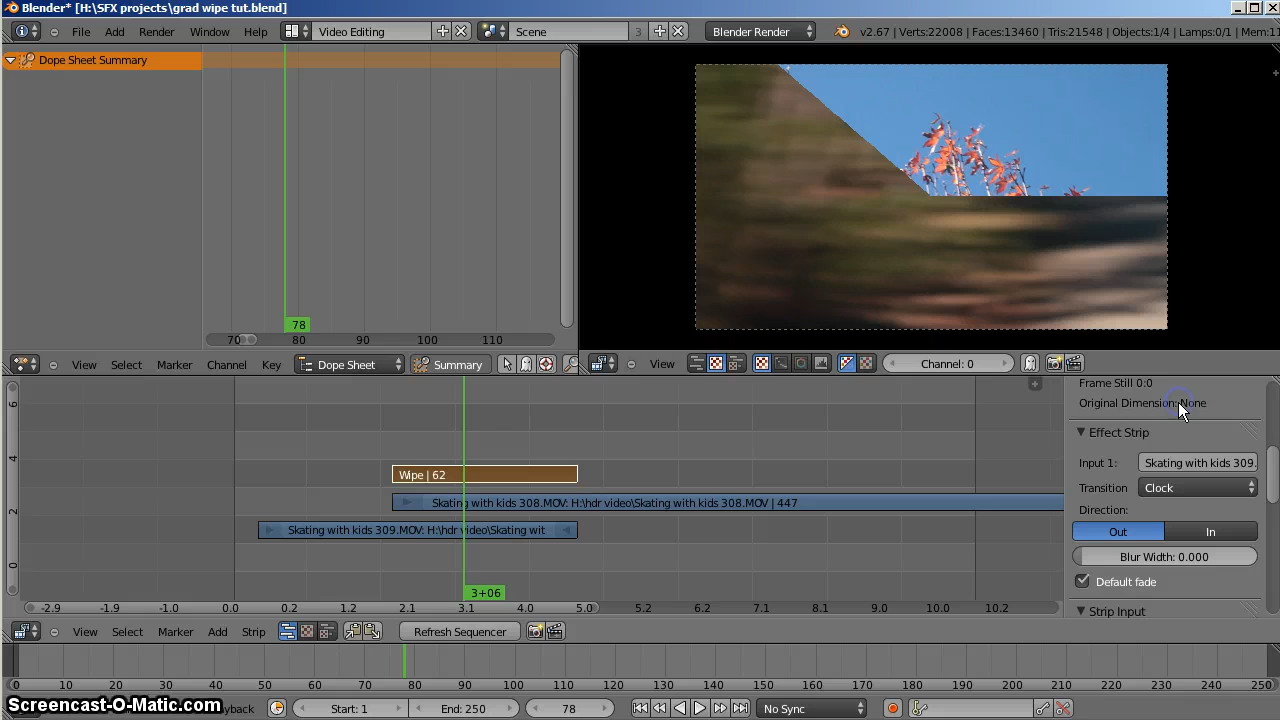 Blender* [H:\SFX projects\grad wipe tut.blend]
File Add Render Window Help Video Editing Scene 3 Blender Render v2.67 | Verts:22008 | Faces:13460 | Tris:21548 | Objects:1/4 | Lamps:0/1 | Mem:11
Dope Sheet Summary
78
70 80 90 100 110
View Select Marker Channel Key Dope Sheet Summary View Channel: 0
Frame Still 0:0
Original Dimension: None
Effect Strip
Input 1: Skating with kids 309.
Transition Clock
Direction:
Out In
Blur Width: 0.000
Default fade
Strip Input
6
4
2
0
Wipe | 62
Skating with kids 308.MOV: H:\hdr video\Skating with kids 308.MOV | 447
Skating with kids 309.MOV: H:\hdr video\Skating wit
3+06
-2.9 -1.9 -1.0 0.0 0.2 1.2 2.1 3.1 4.0 5.0 5.2 6.2 7.1 8.1 9.0 10.0 10.2
View Select Marker Add Strip Refresh Sequencer
0 10 20 30 40 50 60 70 80 90 100 110 120 130 140 150 160 170 180 190 200 210 220 230 240 250
Screencast-O-Matic.com
yback Start: 1 End: 250 78 No Sync